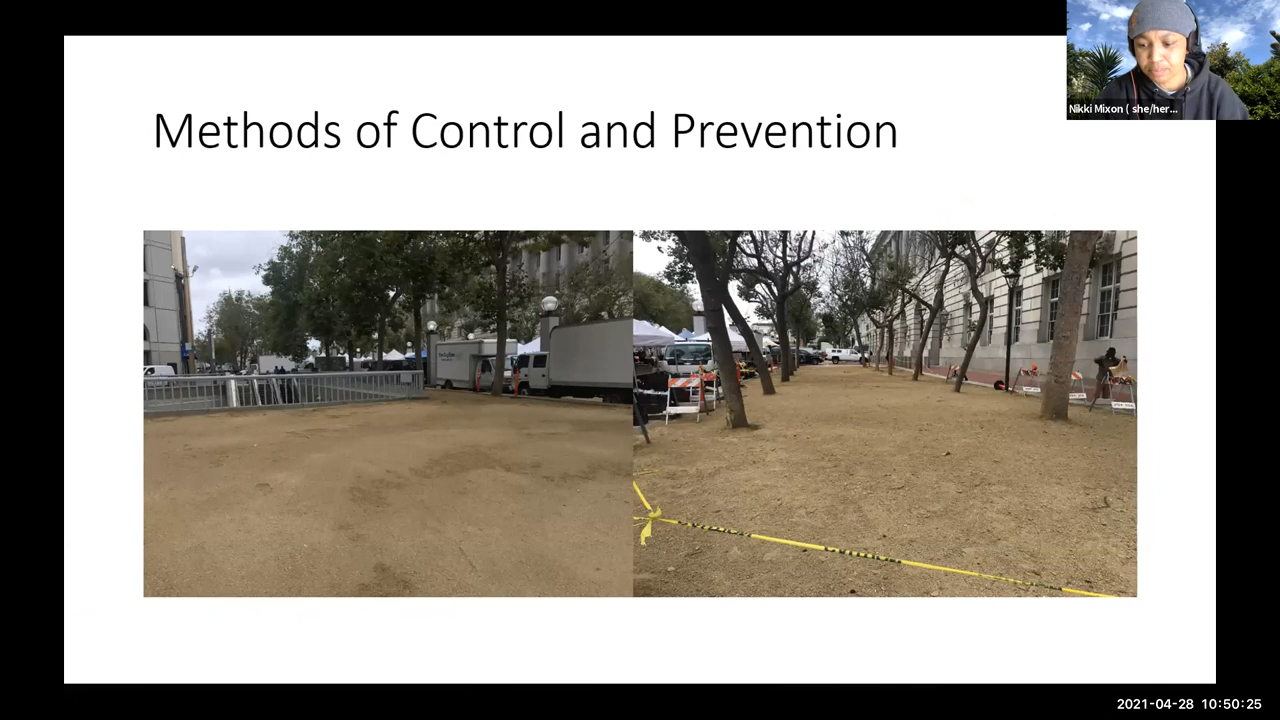 Nikki Mixon ( she/her...
Methods of Control and Prevention
2021-04-28 10:50:25